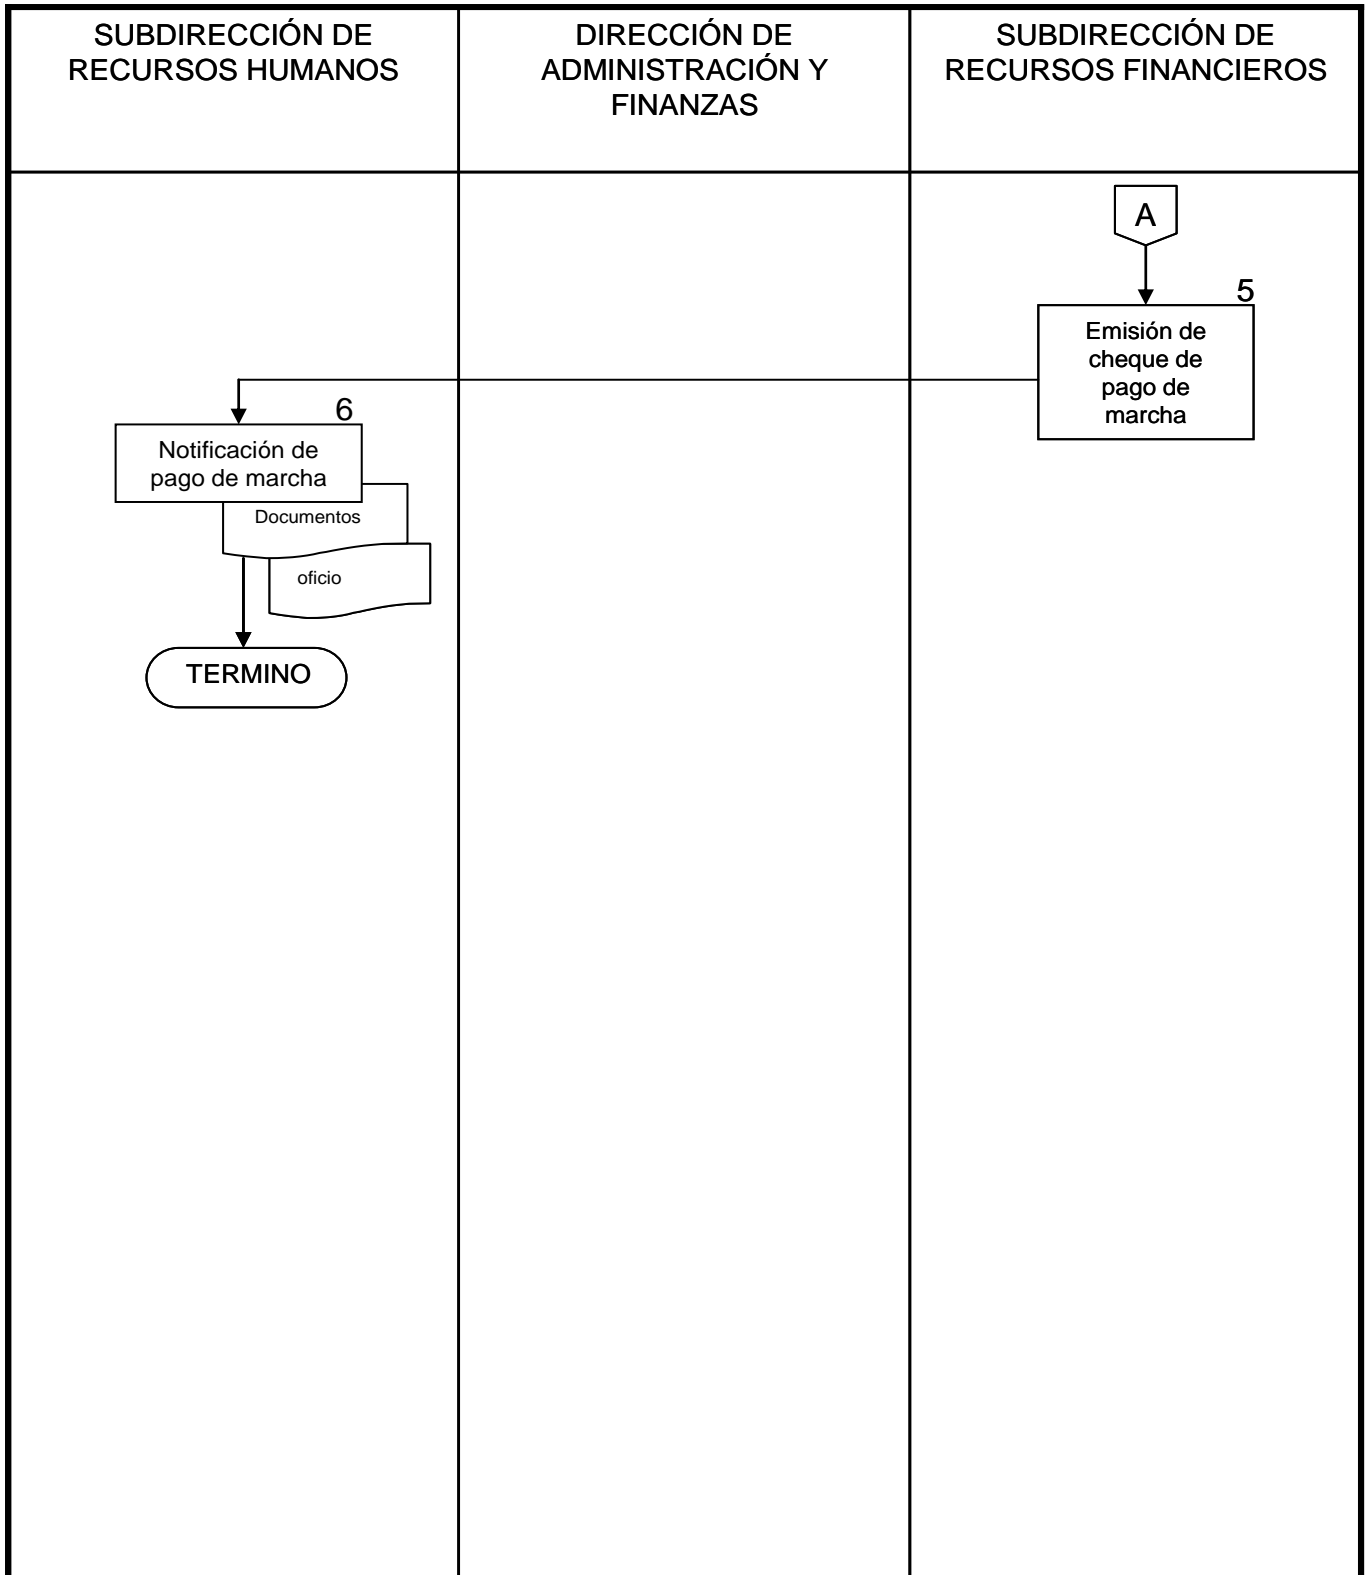 SUBDIRECCIÓN DE
RECURSOS HUMANOS
DIRECCIÓN DE
ADMINISTRACIÓN Y
FINANZAS
SUBDIRECCIÓN DE
RECURSOS FINANCIEROS
A
5
Emisión de
cheque de
pago de
marcha
6
Notificación de
pago de marcha
Documentos
oficio
TERMINO